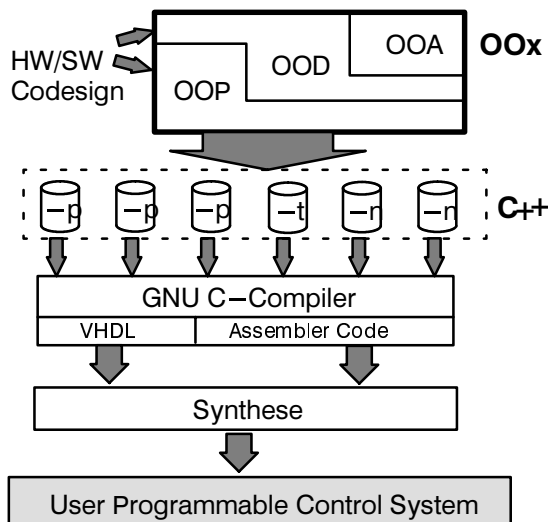 HW/SW
Codesign
OOP
OOD
OOA
OOx
−p −p −p −t −n −n
C++
GNU C−Compiler
VHDL
Assembler Code
Synthese
User Programmable Control System